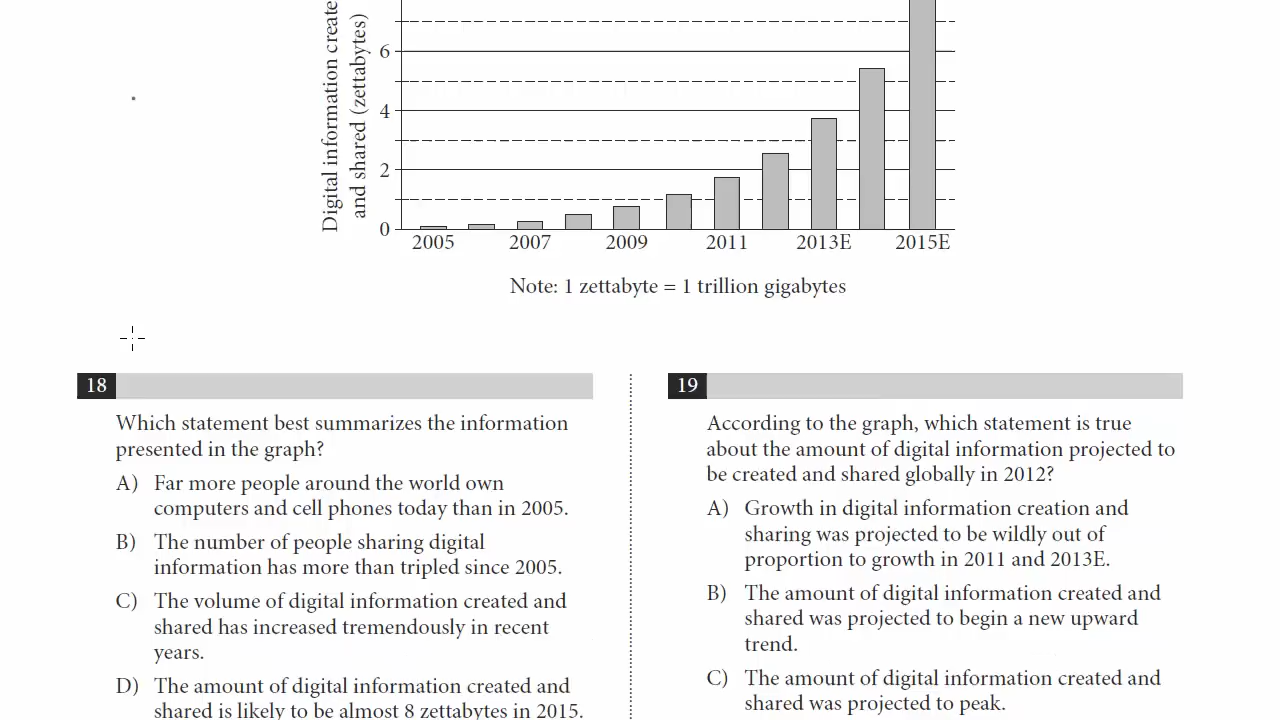 Digital information create
and shared (zettabytes)
6
4
2
0
2005 2007 2009 2011 2013E 2015E
Note: 1 zettabyte = 1 trillion gigabytes
18
Which statement best summarizes the information
presented in the graph?
A) Far more people around the world own
computers and cell phones today than in 2005.
B) The number of people sharing digital
information has more than tripled since 2005.
C) The volume of digital information created and
shared has increased tremendously in recent
years.
D) The amount of digital information created and
shared is likely to be almost 8 zettabytes in 2015.
19
According to the graph, which statement is true
about the amount of digital information projected to
be created and shared globally in 2012?
A) Growth in digital information creation and
sharing was projected to be wildly out of
proportion to growth in 2011 and 2013E.
B) The amount of digital information created and
shared was projected to begin a new upward
trend.
C) The amount of digital information created and
shared was projected to peak.